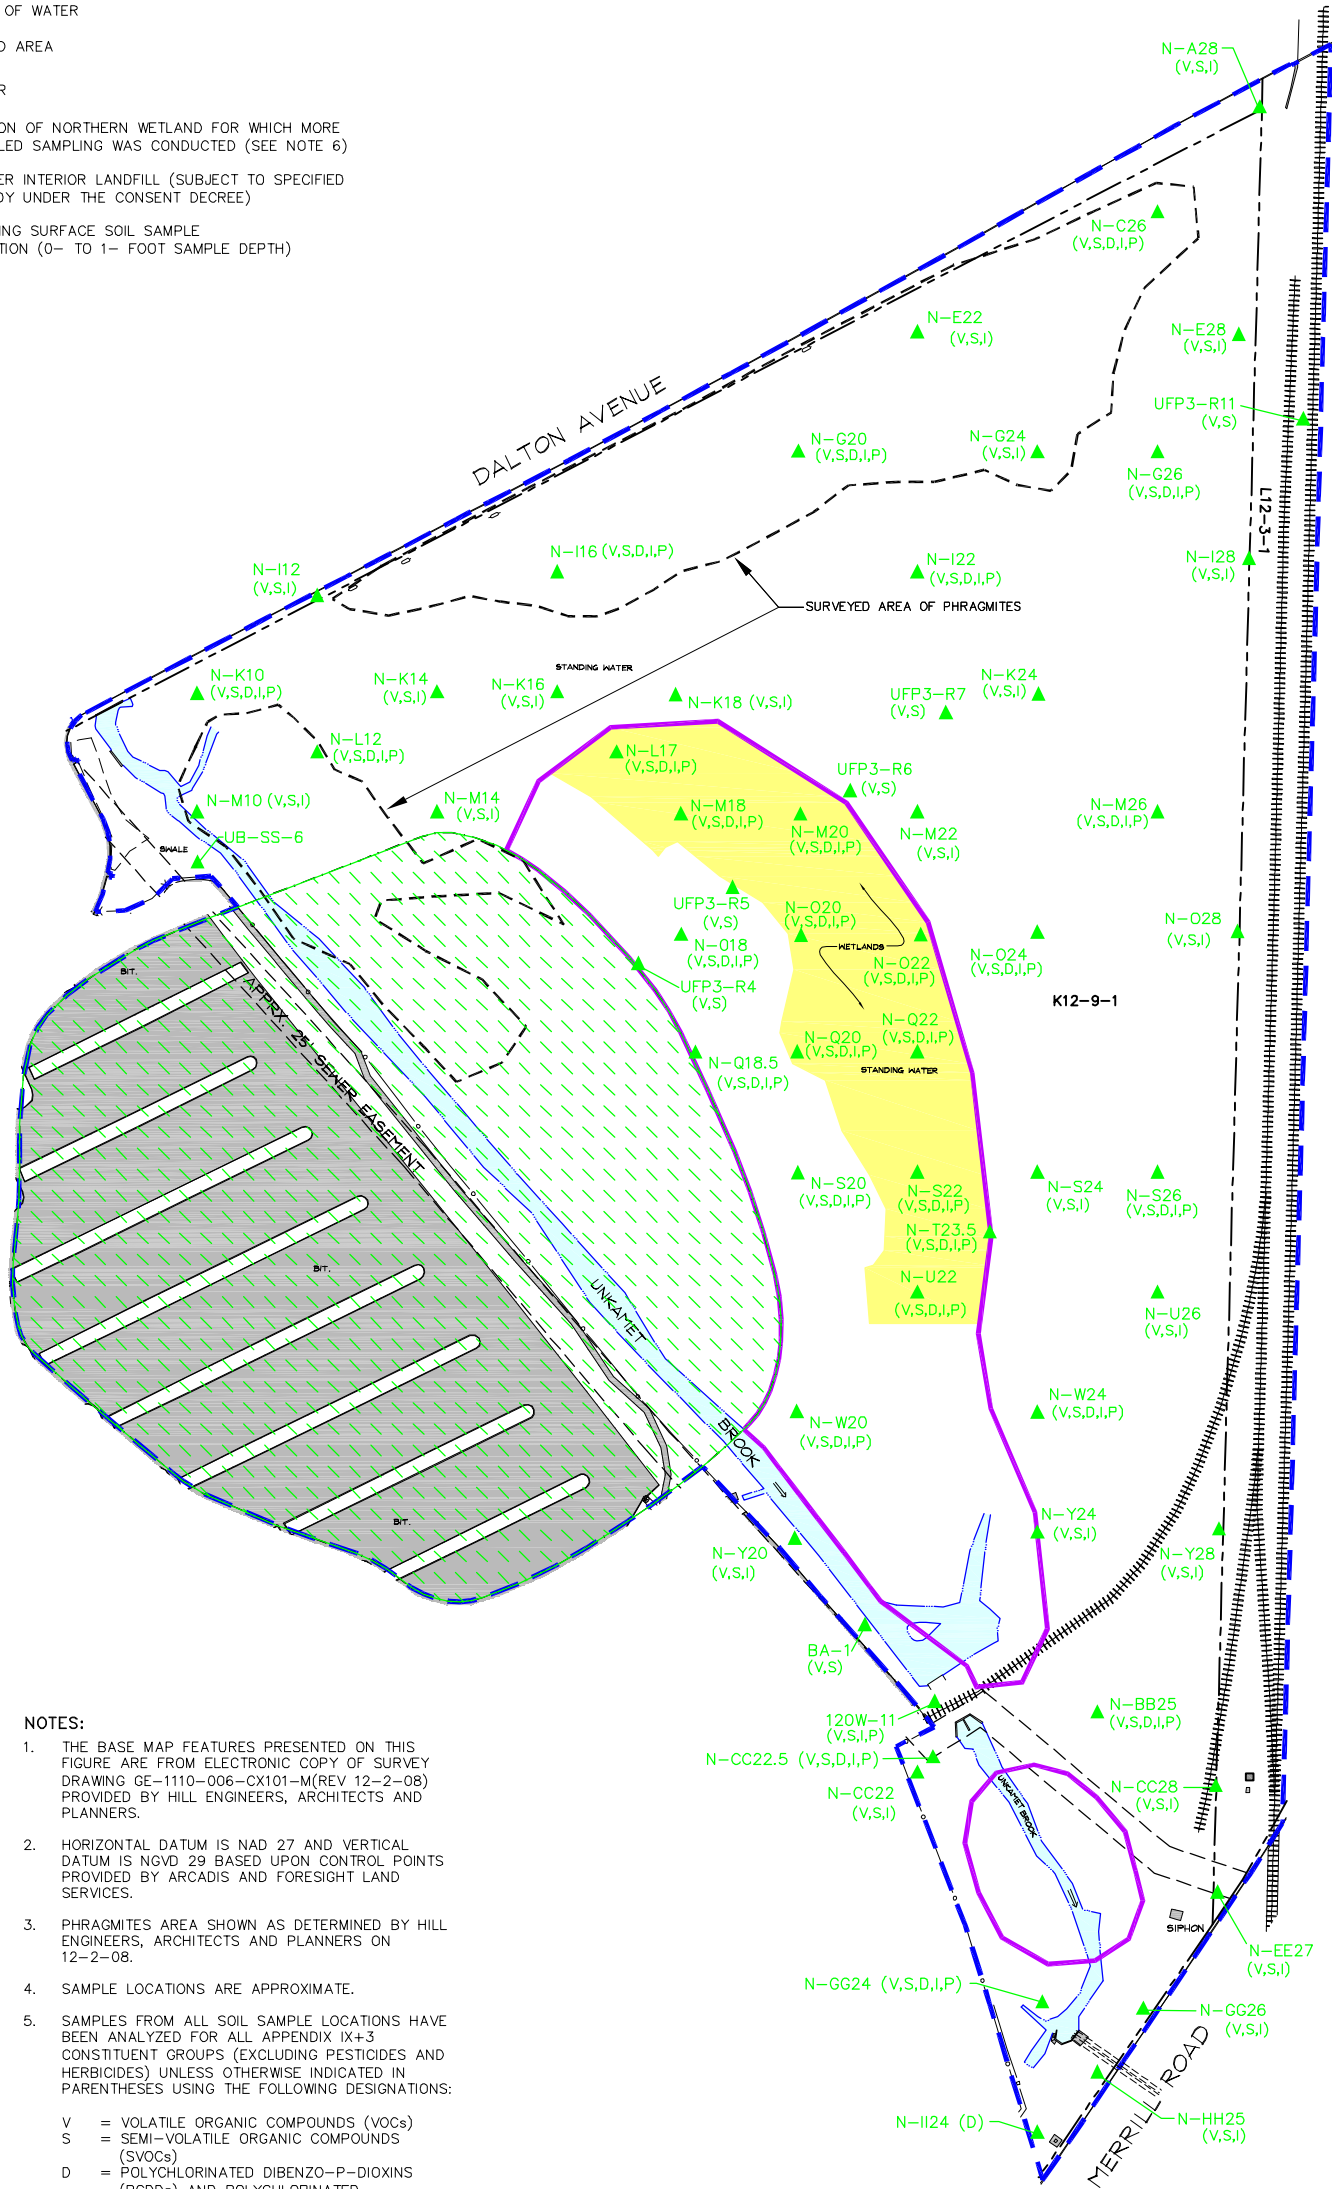 OF WATER
AREA
OF NORTHERN WETLAND FOR WHICH MORE
SAMPLING WAS CONDUCTED (SEE NOTE 6)
INTERIOR LANDFILL (SUBJECT TO SPECIFIED
UNDER THE CONSENT DECREE)
SURFACE SOIL SAMPLE
(0- TO 1- FOOT SAMPLE DEPTH)
N-A28
(V,S,I)
N-C26
(V,S,D,I,P)
N-E22
(V,S,I)
N-E28
(V,S,I)
UFP3-R11
(V,S)
DALTON AVENUE
N-G20
(V,S,D,I,P)
N-G24
(V,S,I)
N-G26
(V,S,D,I,P)
L12-3-1
N-I12
(V,S,I)
N-I16 (V,S,D,I,P)
N-I22
(V,S,D,I,P)
N-I28
(V,S,I)
SURVEYED AREA OF PHRAGMITES
STANDING WATER
N-K10
(V,S,D,I,P)
N-K14
(V,S,I)
N-K16
(V,S,I)
N-K18 (V,S,I)
UFP3-R7
(V,S)
N-K24
(V,S,I)
N-L12
(V,S,D,I,P)
N-L17
(V,S,D,I,P)
UFP3-R6
(V,S)
N-M10 (V,S,I)
N-M14
(V,S,I)
N-M18
(V,S,D,I,P)
N-M20
(V,S,D,I,P)
N-M22
(V,S,I)
N-M26
(V,S,D,I,P)
UB-SS-6
SWALE
UFP3-R5
(V,S)
N-O18
(V,S,D,I,P)
N-O20
(V,S,D,I,P)
WETLANDS
N-O22
(V,S,D,I,P)
N-O24
(V,S,D,I,P)
N-O28
(V,S,I)
UFP3-R4
(V,S)
K12-9-1
BIT.
APPRX. 25' SEWER EASEMENT
N-Q18.5
(V,S,D,I,P)
N-Q20
(V,S,D,I,P)
N-Q22
(V,S,D,I,P)
STANDING WATER
N-S20
(V,S,D,I,P)
N-S22
(V,S,D,I,P)
N-S24
(V,S,I)
N-S26
(V,S,D,I,P)
N-T23.5
(V,S,D,I,P)
BIT.
UNKAMET
BROOK
N-U22
(V,S,D,I,P)
N-U26
(V,S,I)
N-W20
(V,S,D,I,P)
N-W24
(V,S,D,I,P)
BIT.
N-Y20
(V,S,I)
N-Y24
(V,S,I)
N-Y28
(V,S,I)
BA-1
(V,S)
120W-11
(V,S,I,P)
N-BB25
(V,S,D,I,P)
N-CC22.5 (V,S,D,I,P)
N-CC22
(V,S,I)
N-CC28
(V,S,I)
UNKAMET BROOK
SIPHON
N-EE27
(V,S,I)
N-GG24 (V,S,D,I,P)
N-GG26
(V,S,I)
N-HH25
(V,S,I)
N-II24 (D)
MERRILL ROAD
NOTES:
1. THE BASE MAP FEATURES PRESENTED ON THIS
FIGURE ARE FROM ELECTRONIC COPY OF SURVEY
DRAWING GE-1110-006-CX101-M(REV 12-2-08)
PROVIDED BY HILL ENGINEERS, ARCHITECTS AND
PLANNERS.
2. HORIZONTAL DATUM IS NAD 27 AND VERTICAL
DATUM IS NGVD 29 BASED UPON CONTROL POINTS
PROVIDED BY ARCADIS AND FORESIGHT LAND
SERVICES.
3. PHRAGMITES AREA SHOWN AS DETERMINED BY HILL
ENGINEERS, ARCHITECTS AND PLANNERS ON
12-2-08.
4. SAMPLE LOCATIONS ARE APPROXIMATE.
5. SAMPLES FROM ALL SOIL SAMPLE LOCATIONS HAVE
BEEN ANALYZED FOR ALL APPENDIX IX+3
CONSTITUENT GROUPS (EXCLUDING PESTICIDES AND
HERBICIDES) UNLESS OTHERWISE INDICATED IN
PARENTHESES USING THE FOLLOWING DESIGNATIONS:
V = VOLATILE ORGANIC COMPOUNDS (VOCs)
S = SEMI-VOLATILE ORGANIC COMPOUNDS
(SVOCs)
D = POLYCHLORINATED DIBENZO-P-DIOXINS